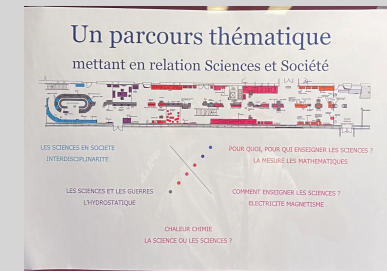 Un parcours thématique
mettant en relation Sciences et Société
LES SCIENCES EN SOCIETE
INTERDISCIPLINARITE
POUR QUOI, POUR QUI ENSEIGNER LES SCIENCES ?
LA MESURE LES MATHEMATIQUES
LES SCIENCES ET LES GUERRES
L'HYDROSTATIQUE
COMMENT ENSEIGNER LES SCIENCES ?
ELECTRICITE MAGNETISME
CHALEUR CHIMIE
LA SCIENCE OU LES SCIENCES ?